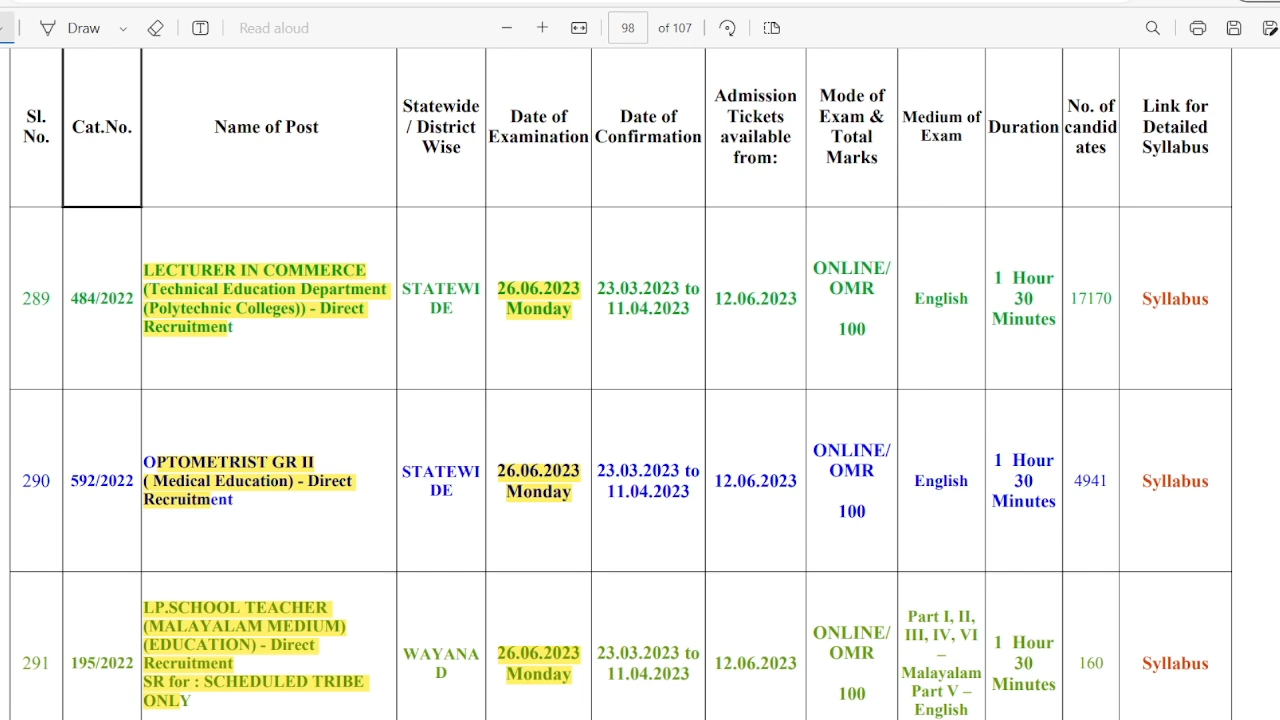 Draw
Read aloud
98
of 107
Sl.
No.
Cat.No.
Name of Post
Statewide
/ District
Wise
Date of
Examination
Date of
Confirmation
Admission
Tickets
available
from:
Mode of
Exam &
Total
Marks
Medium of
Exam
Duration
No. of
candid
ates
Link for
Detailed
Syllabus
289
484/2022
LECTURER IN COMMERCE
(Technical Education Department
(Polytechnic Colleges)) - Direct
Recruitment
STATEWI
DE
26.06.2023
Monday
23.03.2023 to
11.04.2023
12.06.2023
ONLINE/
OMR
100
English
1 Hour
30
Minutes
17170
Syllabus
290
592/2022
OPTOMETRIST GR II
( Medical Education) - Direct
Recruitment
STATEWI
DE
26.06.2023
Monday
23.03.2023 to
11.04.2023
12.06.2023
ONLINE/
OMR
100
English
1 Hour
30
Minutes
4941
Syllabus
291
195/2022
LP.SCHOOL TEACHER
(MALAYALAM MEDIUM)
(EDUCATION) - Direct
Recruitment
SR for : SCHEDULED TRIBE
ONLY
WAYANA
D
26.06.2023
Monday
23.03.2023 to
11.04.2023
12.06.2023
ONLINE/
OMR
100
Part I, II,
III, IV, VI
–
Malayalam
Part V –
English
1 Hour
30
Minutes
160
Syllabus